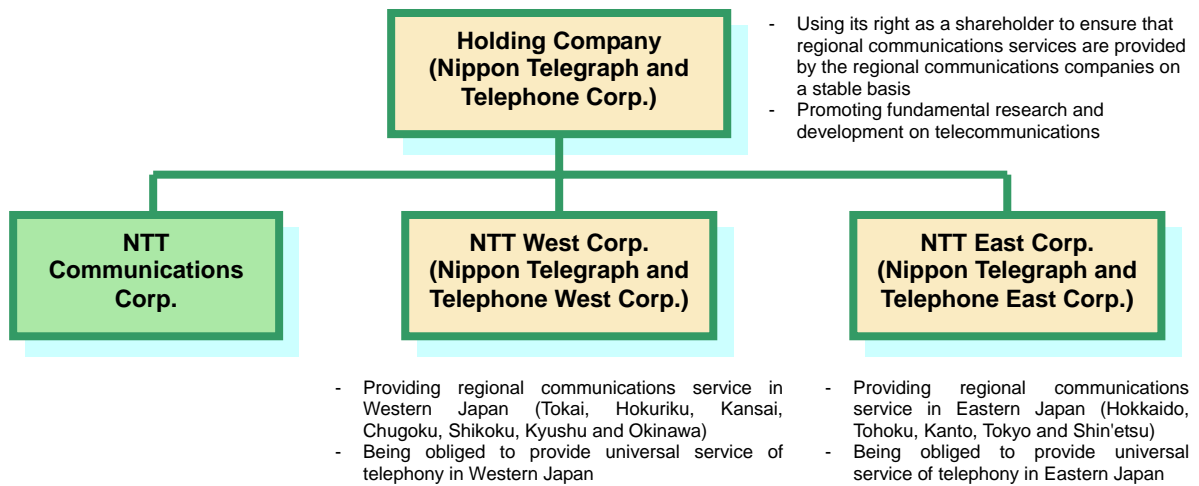 Holding Company
(Nippon Telegraph and
Telephone Corp.)
- Using its right as a shareholder to ensure that
regional communications services are provided
by the regional communications companies on
a stable basis
- Promoting fundamental research and
development on telecommunications
NTT
Communications
Corp.
NTT West Corp.
(Nippon Telegraph and
Telephone West Corp.)
NTT East Corp.
(Nippon Telegraph and
Telephone East Corp.)
- Providing regional communications service in
Western Japan (Tokai, Hokuriku, Kansai,
Chugoku, Shikoku, Kyushu and Okinawa)
- Being obliged to provide universal service of
telephony in Western Japan
- Providing regional communications
service in Eastern Japan (Hokkaido,
Tohoku, Kanto, Tokyo and Shin'etsu)
- Being obliged to provide universal
service of telephony in Eastern Japan